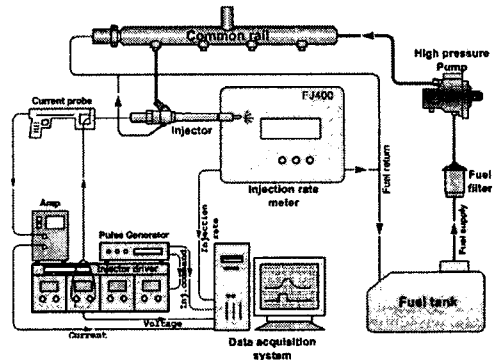 Common rail
High pressure
Pump
FJ400
Current probe
Injector
Injection rate
meter
Fuel return
Fuel
filter
Fuel supply
Amp
Pulse Generator
Injector driver
Inj.command
Injection
rate
Fuel tank
Voltage
Current
Data acquisition
system